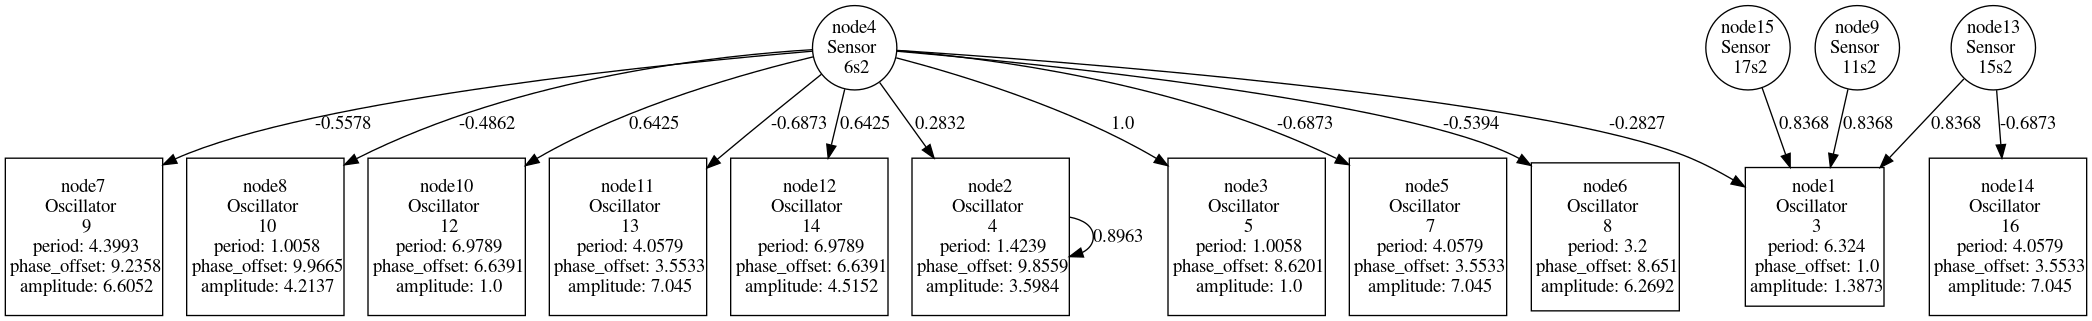 node4
Sensor
6s2
node15
Sensor
17s2
node9
Sensor
11s2
node13
Sensor
15s2
-0.5578
-0.4862
0.6425
-0.6873
0.6425
0.2832
1.0
-0.6873
-0.5394
-0.2827
0.8368
0.8368
0.8368
-0.6873
node7
Oscillator
9
period: 4.3993
phase_offset: 9.2358
amplitude: 6.6052
node8
Oscillator
10
period: 1.0058
phase_offset: 9.9665
amplitude: 4.2137
node10
Oscillator
12
period: 6.9789
phase_offset: 6.6391
amplitude: 1.0
node11
Oscillator
13
period: 4.0579
phase_offset: 3.5533
amplitude: 7.045
node12
Oscillator
14
period: 6.9789
phase_offset: 6.6391
amplitude: 4.5152
node2
Oscillator
4
period: 1.4239
phase_offset: 9.8559
amplitude: 3.5984
0.8963
node3
Oscillator
5
period: 1.0058
phase_offset: 8.6201
amplitude: 1.0
node5
Oscillator
7
period: 4.0579
phase_offset: 3.5533
amplitude: 7.045
node6
Oscillator
8
period: 3.2
phase_offset: 8.651
amplitude: 6.2692
node1
Oscillator
3
period: 6.324
phase_offset: 1.0
amplitude: 1.3873
node14
Oscillator
16
period: 4.0579
phase_offset: 3.5533
amplitude: 7.045